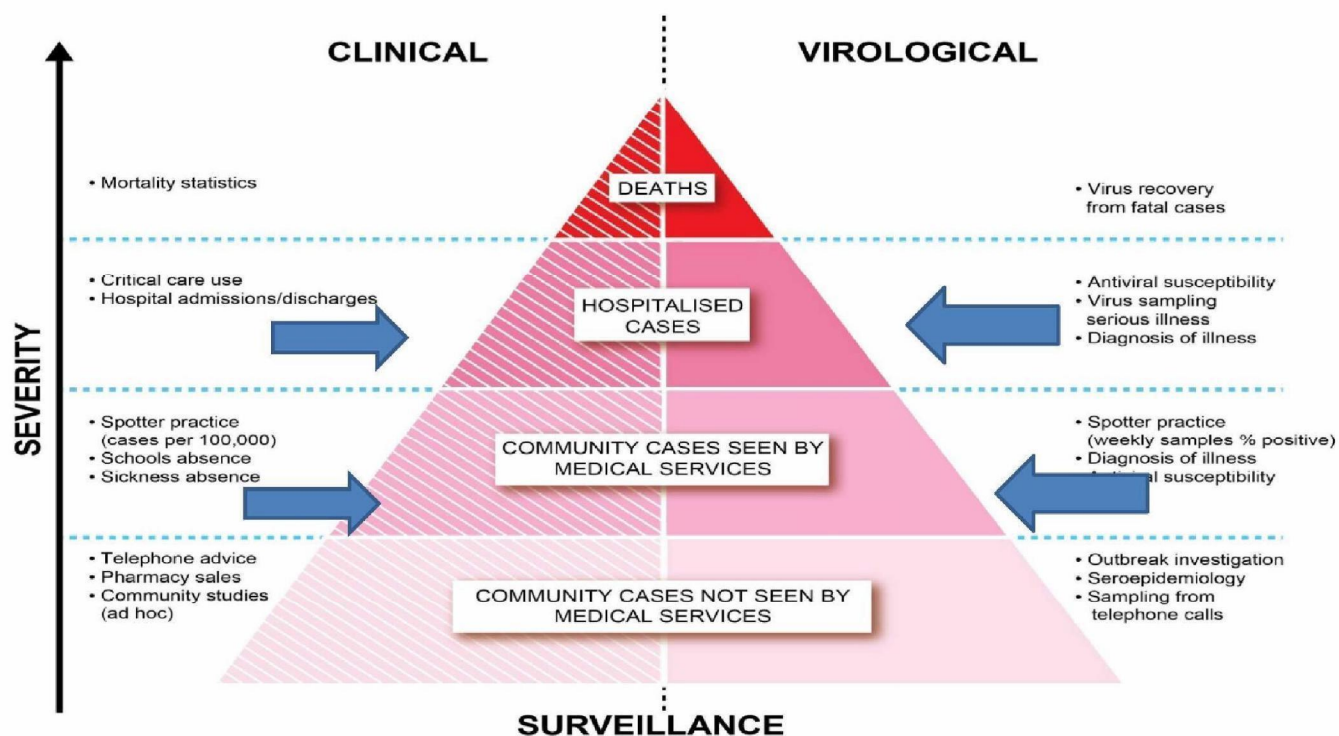 CLINICAL
VIROLOGICAL
SEVERITY
• Mortality statistics
DEATHS
• Virus recovery
from fatal cases
• Critical care use
• Hospital admissions/discharges
HOSPITALISED
CASES
• Antiviral susceptibility
• Virus sampling
serious illness
• Diagnosis of illness
• Spotter practice
(cases per 100,000)
• Schools absence
• Sickness absence
COMMUNITY CASES SEEN BY
MEDICAL SERVICES
• Spotter practice
(weekly samples % positive)
• Diagnosis of illness
susceptibility
• Telephone advice
• Pharmacy sales
• Community studies
(ad hoc)
COMMUNITY CASES NOT SEEN BY
MEDICAL SERVICES
• Outbreak investigation
• Seroepidemiology
• Sampling from
telephone calls
SURVEILLANCE